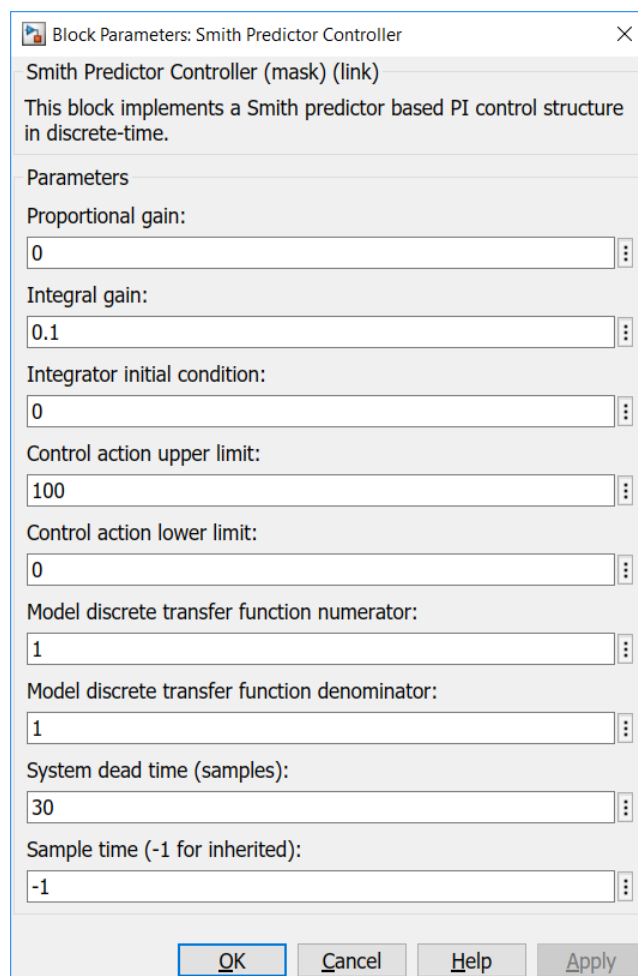 Block Parameters: Smith Predictor Controller
Smith Predictor Controller (mask) (link)
This block implements a Smith predictor based PI control structure
in discrete-time.
Parameters
Proportional gain:
0
Integral gain:
0.1
Integrator initial condition:
0
Control action upper limit:
100
Control action lower limit:
0
Model discrete transfer function numerator:
1
Model discrete transfer function denominator:
1
System dead time (samples):
30
Sample time (-1 for inherited):
-1
OK Cancel Help Apply